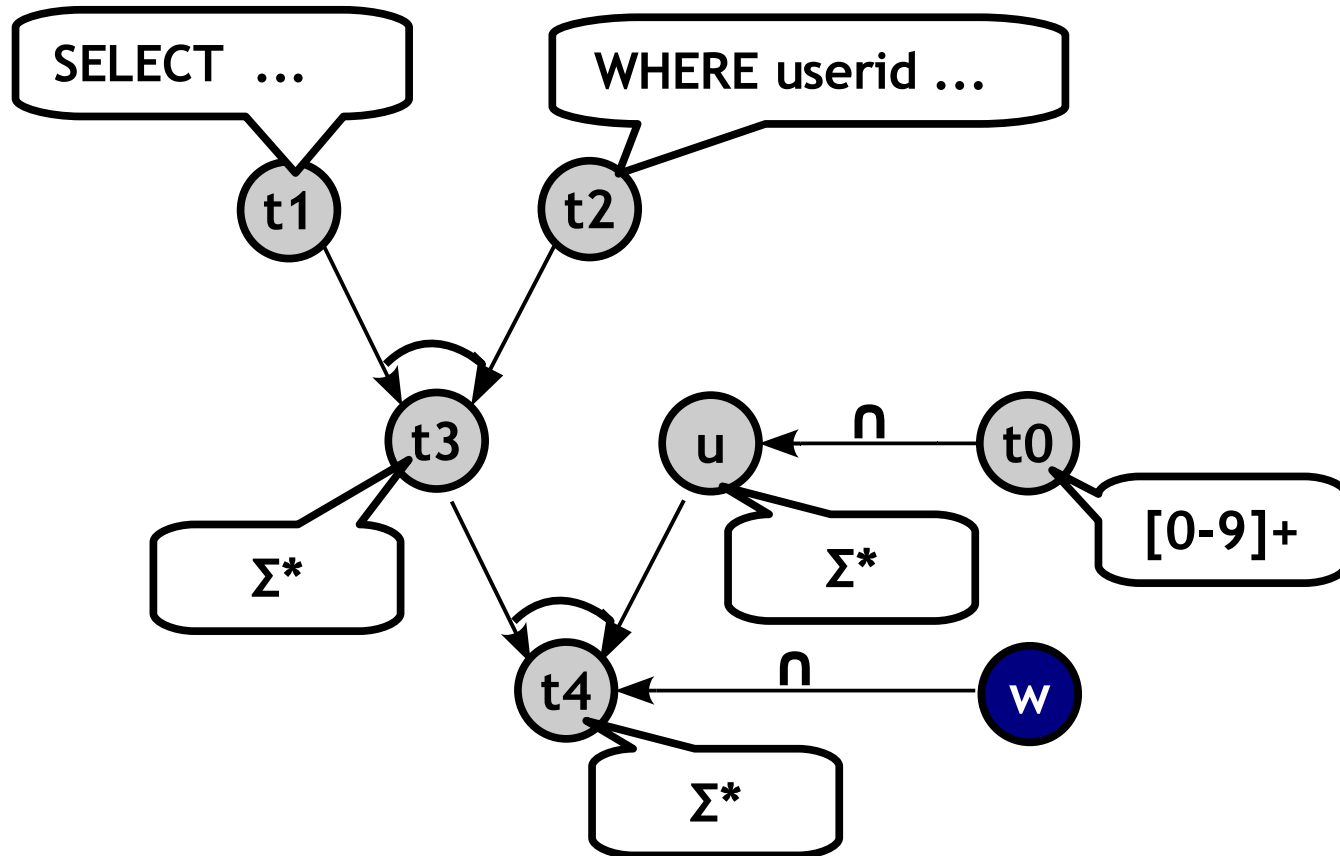 SELECT ...
WHERE userid ...
t1
t2
t3
u
∩
t0
Σ*
Σ*
[0-9]+
t4
∩
w
Σ*